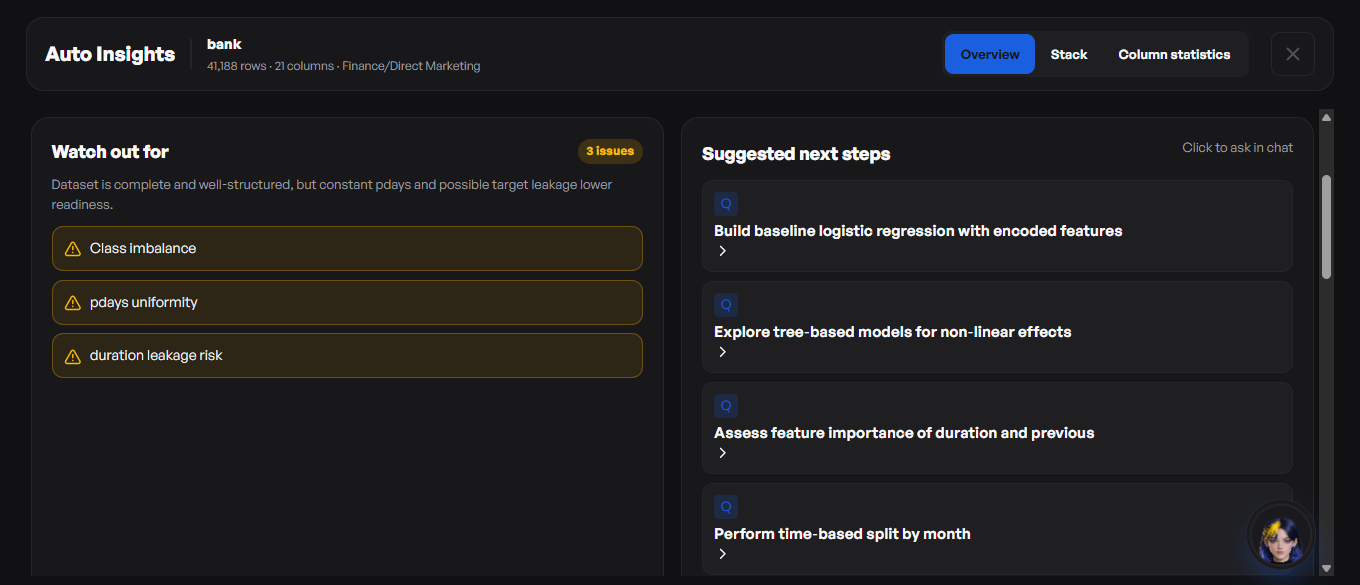 Auto Insights
bank
41,188 rows · 21 columns · Finance/Direct Marketing
Overview
Stack
Column statistics
Watch out for
3 issues
Dataset is complete and well-structured, but constant pdays and possible target leakage lower
readiness.
Class Imbalance
pdays uniformity
duration leakage risk
Suggested next steps
Click to ask in chat
Q
Build baseline logistic regression with encoded features
Q
Explore tree-based models for non-linear effects
Q
Assess feature importance of duration and previous
Q
Perform time-based split by month